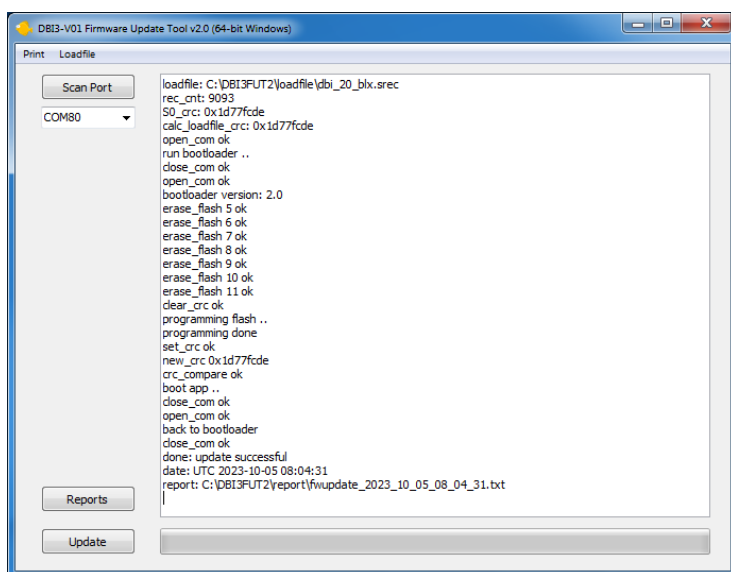 DBI3-V01 Firmware Update Tool v2.0 (64-bit Windows)
Print Loadfile
Scan Port
COM80
loadfile: C:\DBI3FUT2\loadfile\dbi_20_blx.srec
rec_cnt: 9093
S0_crc: 0x1d77fcde
calc_loadfile_crc: 0x1d77fcde
open_com ok
run bootloader ..
close_com ok
open_com ok
bootloader version: 2.0
erase_flash 5 ok
erase_flash 6 ok
erase_flash 7 ok
erase_flash 8 ok
erase_flash 9 ok
erase_flash 10 ok
erase_flash 11 ok
clear_crc ok
programming flash ..
programming done
set_crc ok
new_crc 0x1d77fcde
crc_compare ok
boot app ..
close_com ok
open_com ok
back to bootloader
close_com ok
done: update successful
date: UTC 2023-10-05 08:04:31
report: C:\DBI3FUT2\report\fwupdate_2023_10_05_08_04_31.txt
Reports
Update